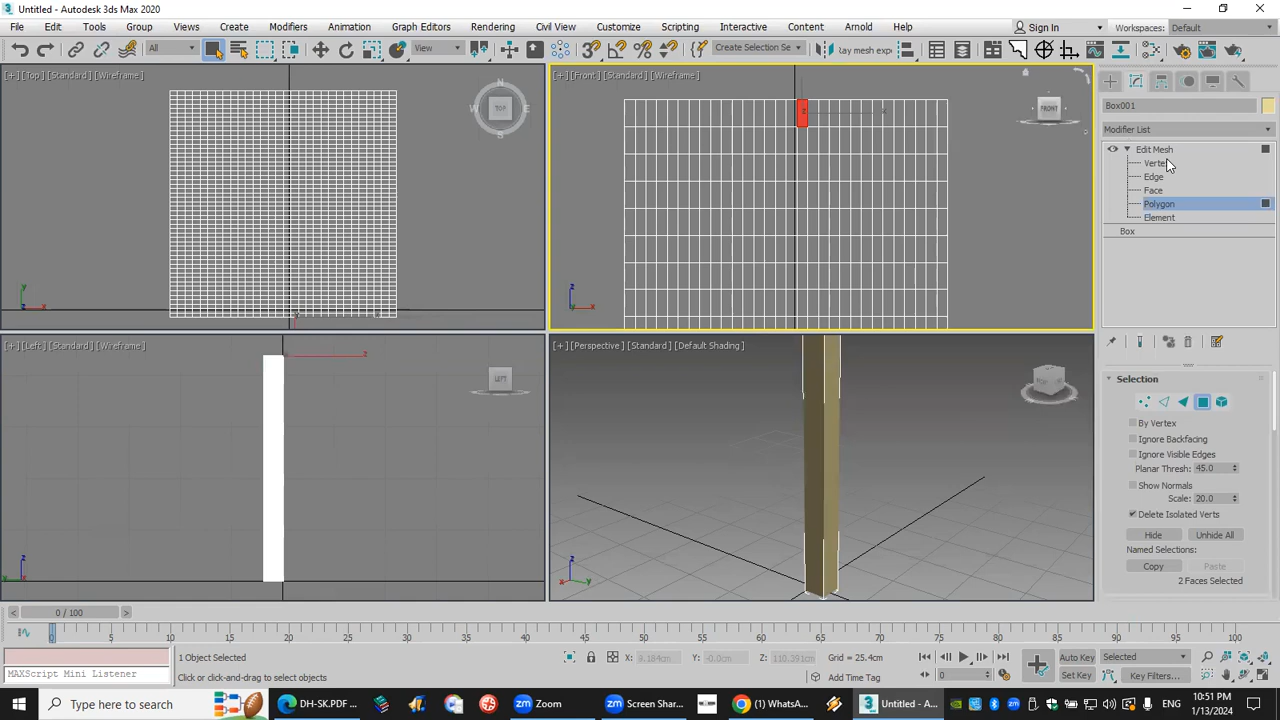 Untitled - Autodesk 3ds Max 2020
File Edit Tools Group Views Create Modifiers Animation Graph Editors Rendering Civil View Customize Scripting Interactive Content Arnold Help
Sign In Workspaces: Default
All View Create Selection Se lay mesh expo
[+] [Top] [Standard] [Wireframe]
N
W TOP E
S
y
x
[+] [Front] [Standard] [Wireframe]
FRONT
z
x
[+] [Left] [Standard] [Wireframe]
LEFT
z
[+] [Perspective] [Standard] [Default Shading]
z
x y
Box001
Modifier List
Edit Mesh
Verte
Edge
Face
Polygon
Element
Box
Selection
By Vertex
Ignore Backfacing
Ignore Visible Edges
Planar Thresh: 45.0
Show Normals
Scale: 20.0
Delete Isolated Verts
Hide Unhide All
Named Selections:
Copy Paste
2 Faces Selected
0 / 100
0 5 10 15 20 25 30 35 40 45 50 55 60 65 70 75 80 85 90 95 100
1 Object Selected X: 9.184cm Y: -0.0cm Z: 110.391cm Grid = 25.4cm Auto Key Selected
MAXScript Mini Listener Click or click-and-drag to select objects Add Time Tag 0 Set Key Key Filters...
Type here to search DH-SK.PDF ... Zoom Screen Shar... (1) WhatsA... Untitled - A... ENG 10:51 PM 1/13/2024